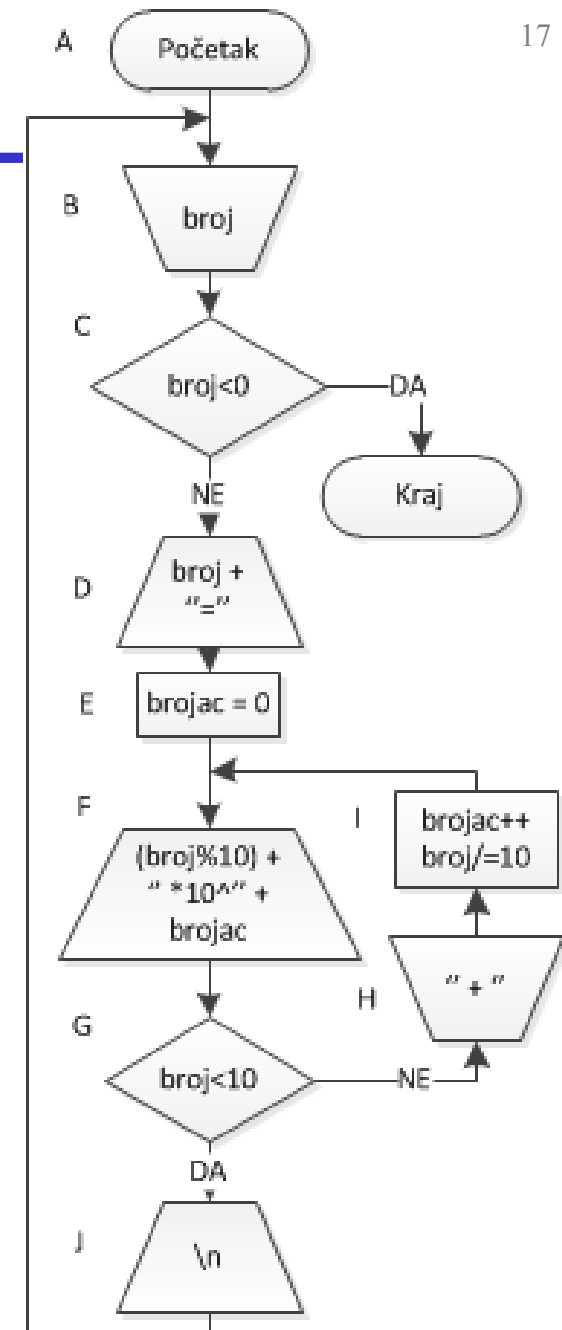 17
A
Početak
B
broj
C
broj<0
DA
Kraj
NE
D
broj +
"="
E
brojac = 0
F
(broj%10) +
" *10^" +
brojac
I
brojac++
broj/=10
H
" + "
G
broj<10
NE
DA
J
\n